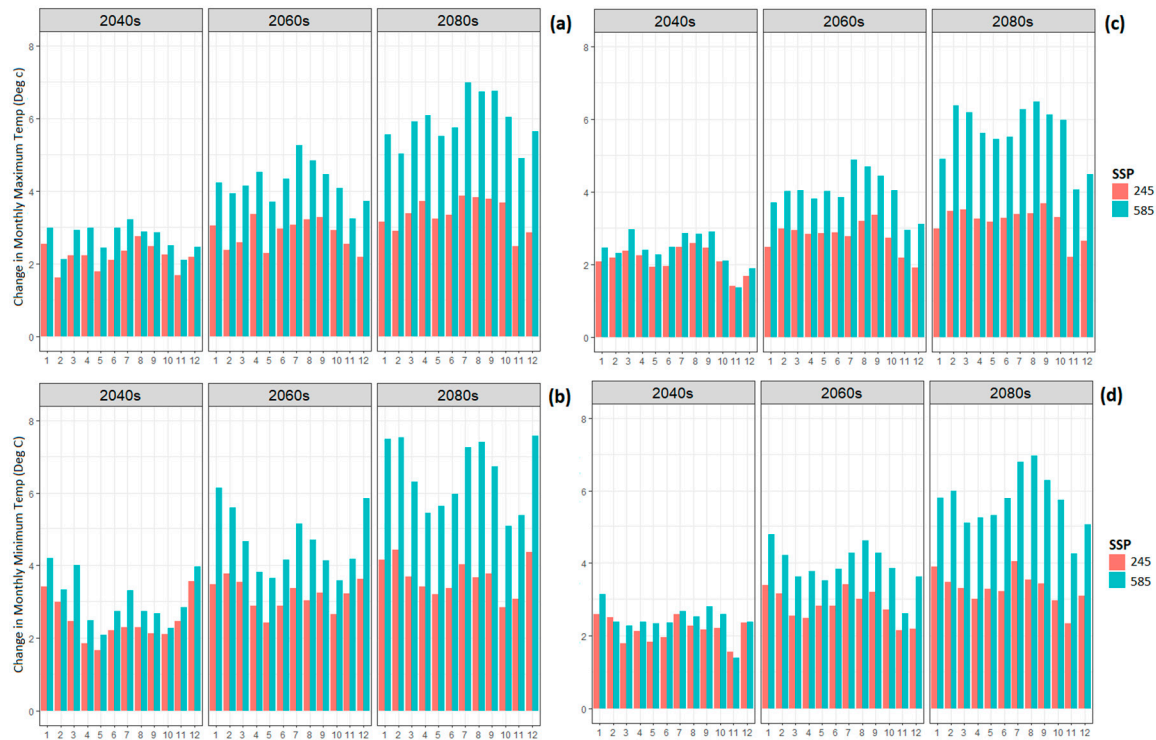 2040s 2060s 2080s (a)
Change in Monthly Maximum Temp (Deg c)
8
6
4
2
0
1 2 3 4 5 6 7 8 9 10 11 12 1 2 3 4 5 6 7 8 9 10 11 12 1 2 3 4 5 6 7 8 9 10 11 12
2040s 2060s 2080s (c)
8
6
4
2
0
1 2 3 4 5 6 7 8 9 10 11 12 1 2 3 4 5 6 7 8 9 10 11 12 1 2 3 4 5 6 7 8 9 10 11 12
SSP
245
585
2040s 2060s 2080s (b)
Change in Monthly Minimum Temp (Deg C)
8
6
4
2
0
1 2 3 4 5 6 7 8 9 10 11 12 1 2 3 4 5 6 7 8 9 10 11 12 1 2 3 4 5 6 7 8 9 10 11 12
2040s 2060s 2080s (d)
8
6
4
2
0
1 2 3 4 5 6 7 8 9 10 11 12 1 2 3 4 5 6 7 8 9 10 11 12 1 2 3 4 5 6 7 8 9 10 11 12
SSP
245
585